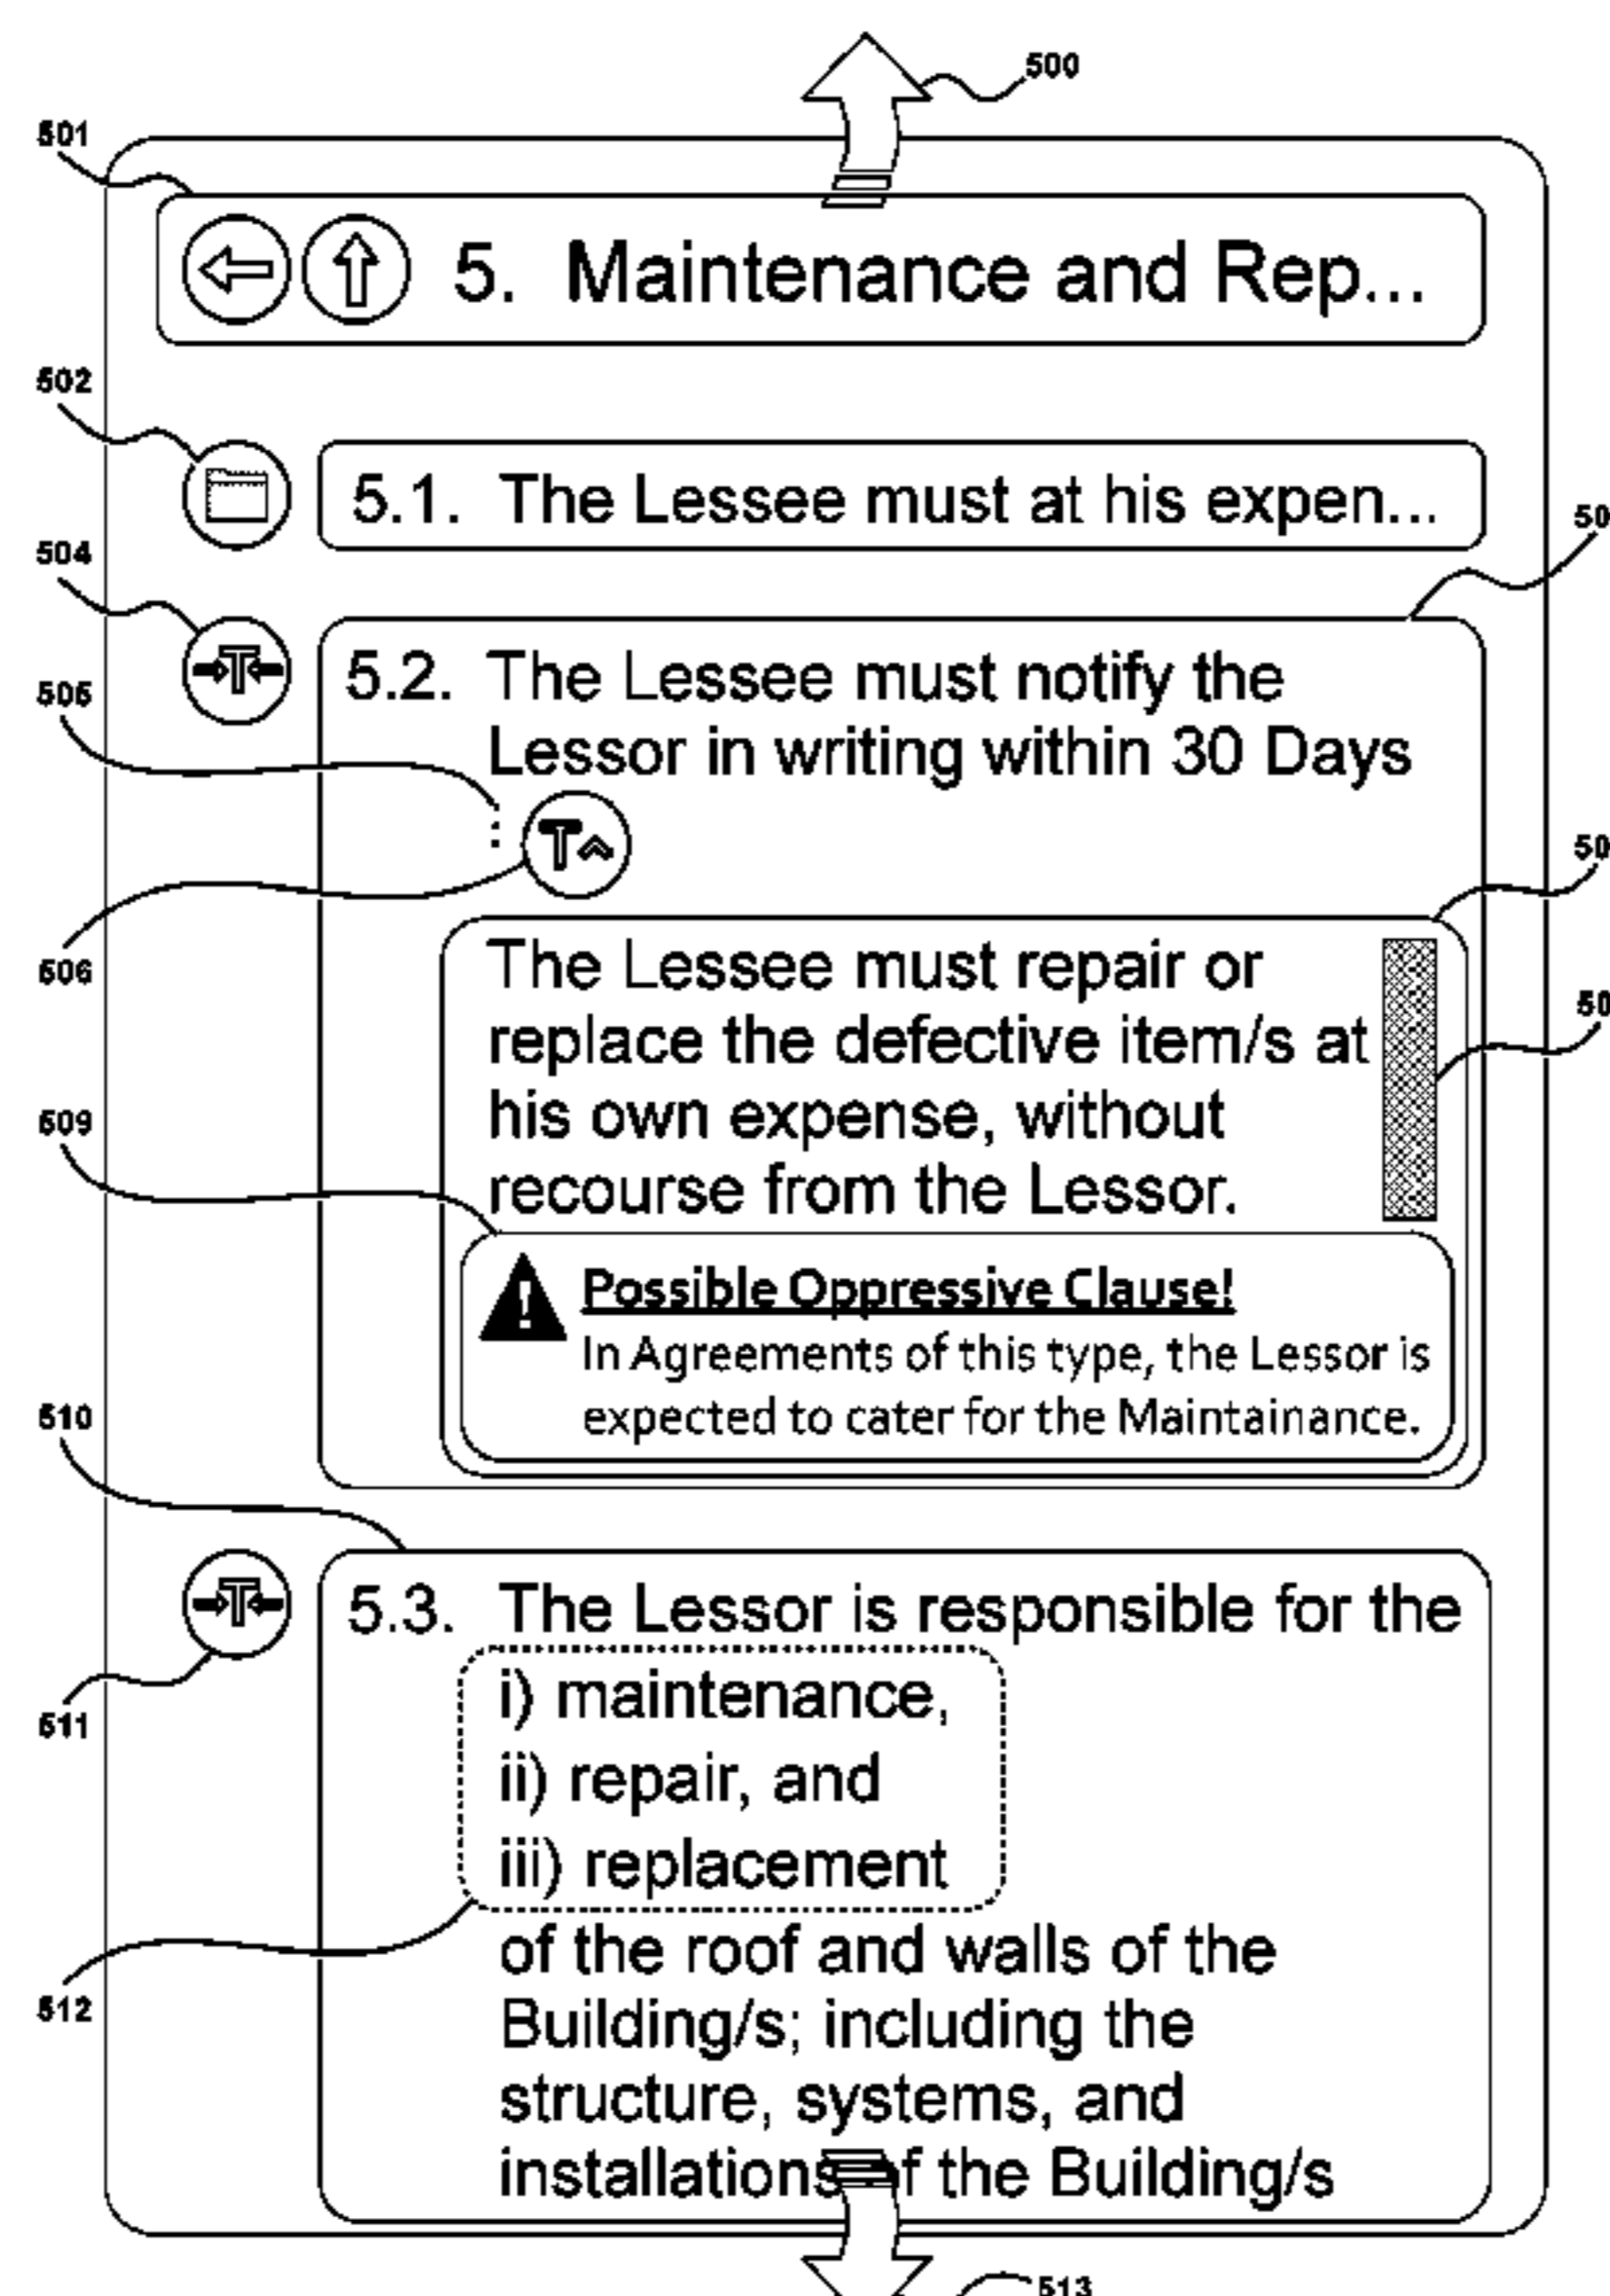 500
501
5. Maintenance and Rep...
502
5.1. The Lessee must at his expen...
50
504
5.2. The Lessee must notify the
Lessor in writing within 30 Days
505
:
T^
50
506
The Lessee must repair or
replace the defective item/s at
his own expense, without
recourse from the Lessor.
50
509
Possible Oppressive Clause!
In Agreements of this type, the Lessor is
expected to cater for the Maintainance.
510
5.3. The Lessor is responsible for the
i) maintenance,
ii) repair, and
iii) replacement
511
512
of the roof and walls of the
Building/s; including the
structure, systems, and
installations of the Building/s
513